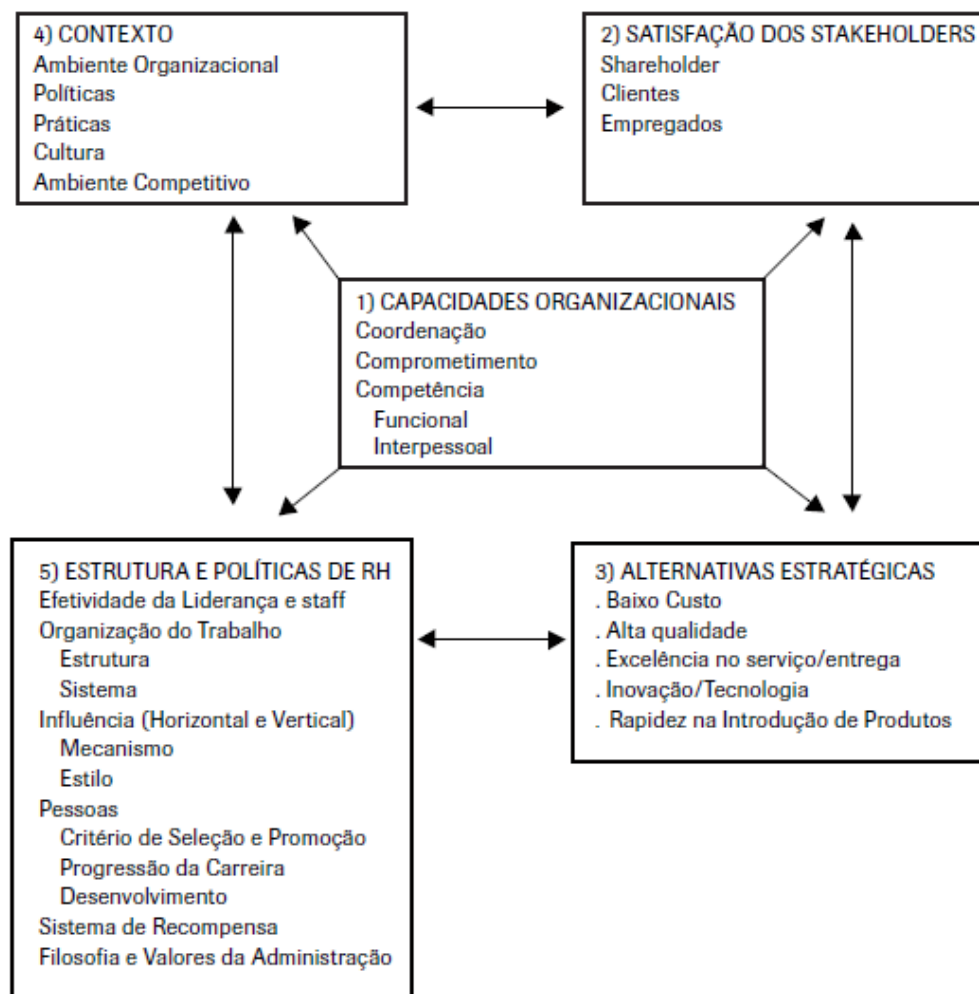 4) CONTEXTO
Ambiente Organizacional
Políticas
Práticas
Cultura
Ambiente Competitivo
2) SATISFAÇÃO DOS STAKEHOLDERS
Shareholder
Clientes
Empregados
1) CAPACIDADES ORGANIZACIONAIS
Coordenação
Comprometimento
Competência
Funcional
Interpessoal
5) ESTRUTURA E POLÍTICAS DE RH
Efetividade da Liderança e staff
Organização do Trabalho
Estrutura
Sistema
Influência (Horizontal e Vertical)
Mecanismo
Estilo
Pessoas
Critério de Seleção e Promoção
Progressão da Carreira
Desenvolvimento
Sistema de Recompensa
Filosofia e Valores da Administração
3) ALTERNATIVAS ESTRATÉGICAS
. Baixo Custo
. Alta qualidade
. Excelência no serviço/entrega
. Inovação/Tecnologia
. Rapidez na Introdução de Produtos